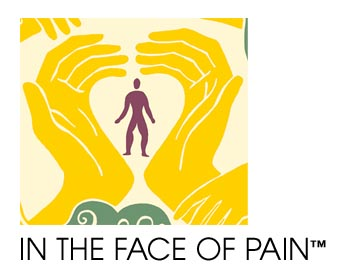 IN THE FACE OF PAIN™